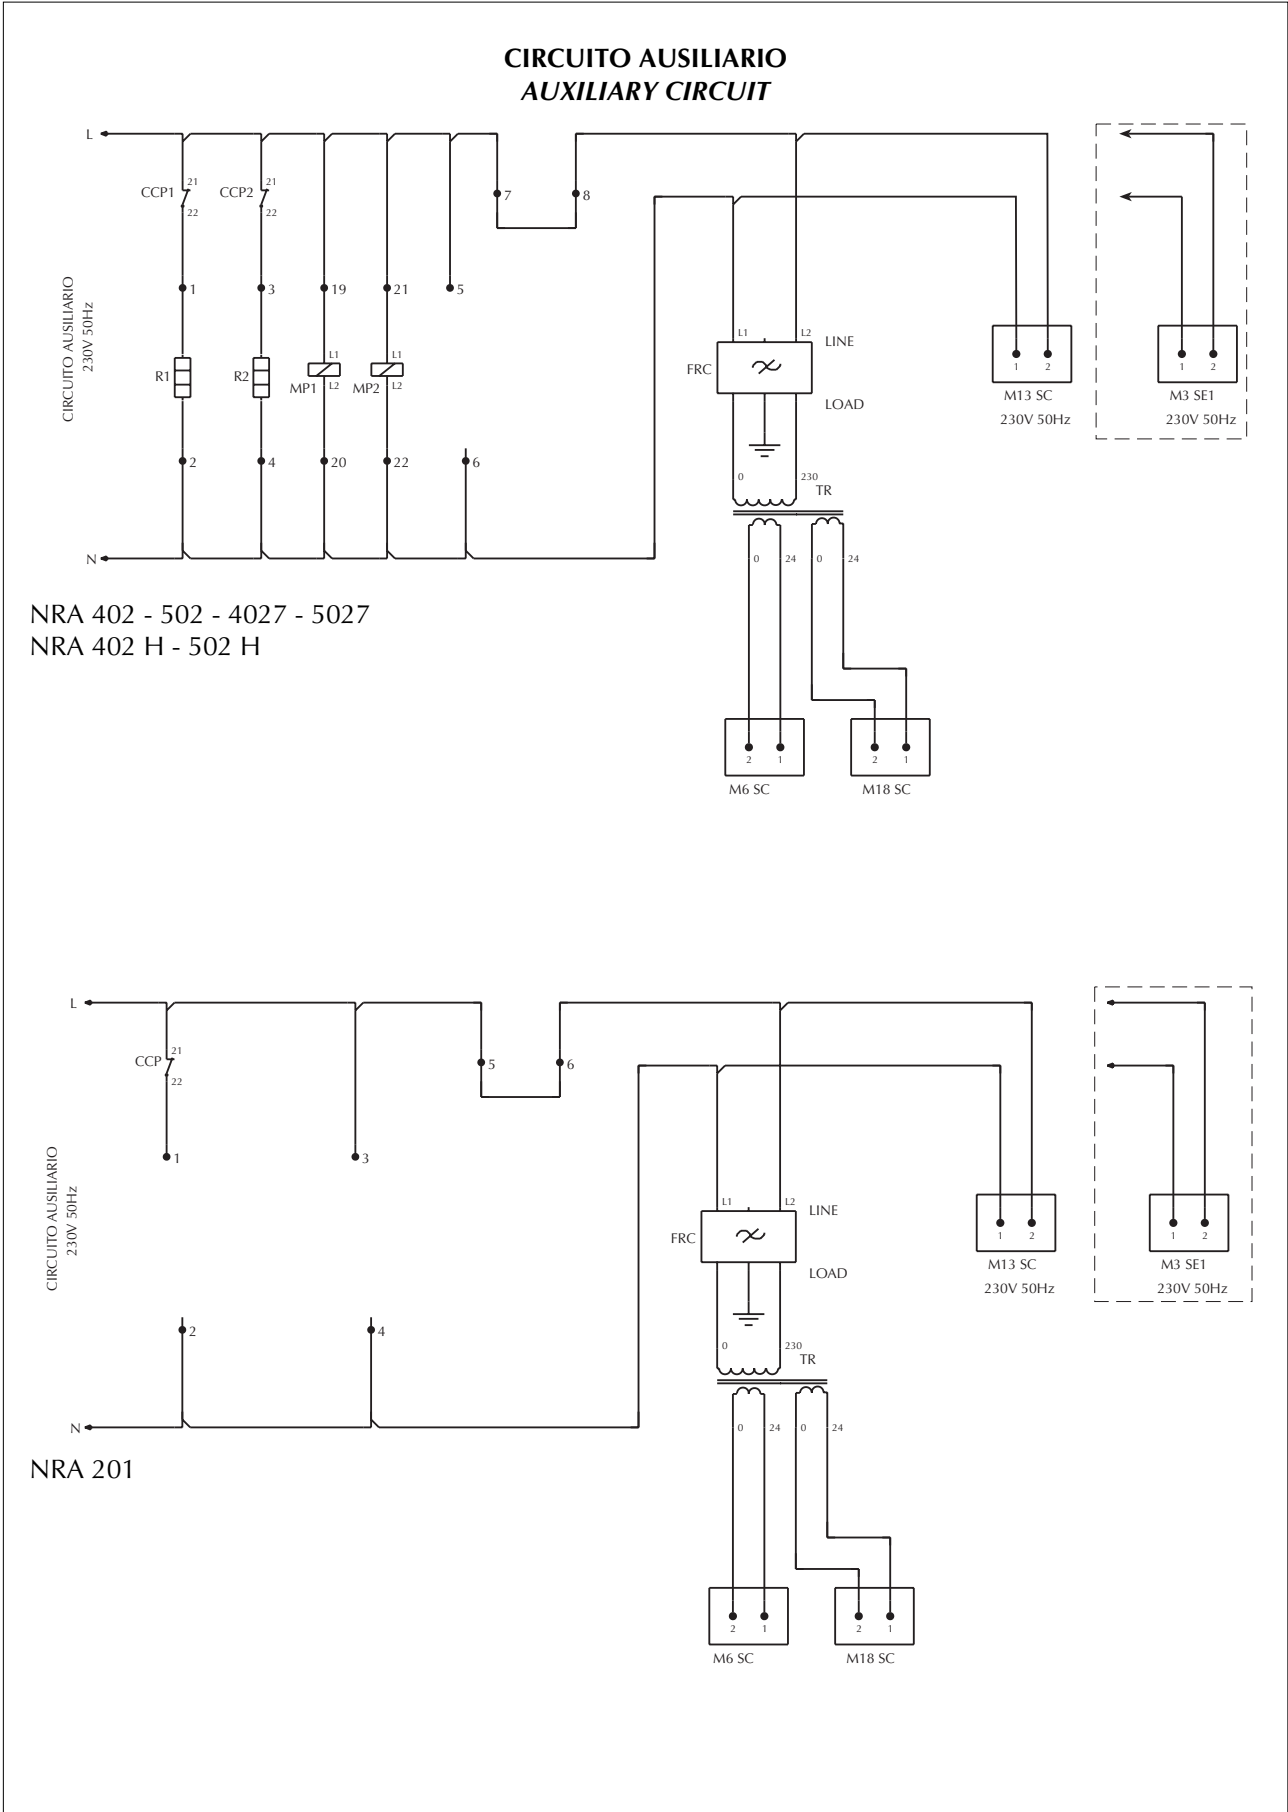 CIRCUITO AUSILIARIO
AUXILIARY CIRCUIT
L
CCP1
21
22
CCP2
21
22
7
8
1
3
19
21
5
CIRCUITO AUSILIARIO
230V 50Hz
R1
R2
MP1
L1
L2
MP2
L1
L2
L1
L2
LINE
FRC
LOAD
1
2
M13 SC
230V 50Hz
1
2
M3 SE1
230V 50Hz
2
4
20
22
6
0
230
TR
N
0
24
0
24
NRA 402 - 502 - 4027 - 5027
NRA 402 H - 502 H
2
1
2
1
M6 SC
M18 SC
L
CCP
21
22
5
6
1
3
CIRCUITO AUSILIARIO
230V 50Hz
L1
L2
LINE
FRC
LOAD
1
2
M13 SC
230V 50Hz
1
2
M3 SE1
230V 50Hz
2
4
0
230
TR
N
0
24
0
24
NRA 201
2
1
2
1
M6 SC
M18 SC